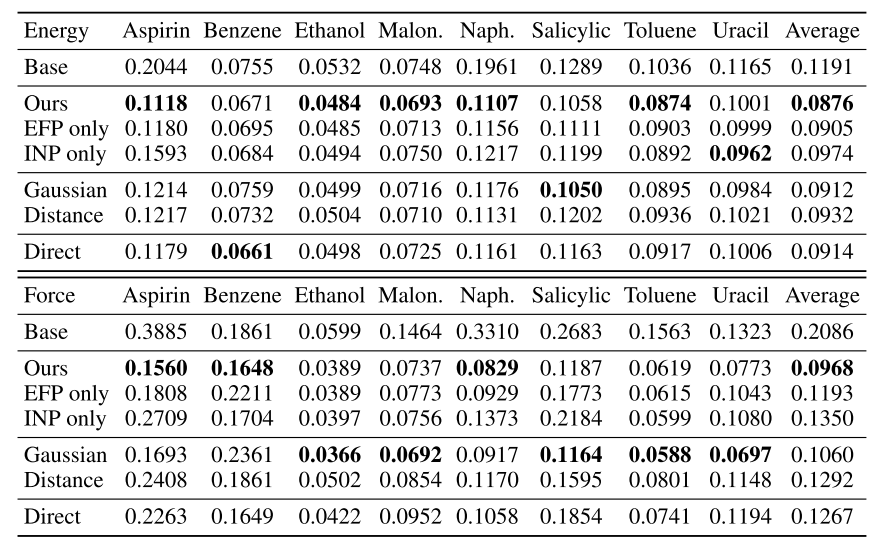 Energy Aspirin Benzene Ethanol Malon. Naph. Salicylic Toluene Uracil Average
Base 0.2044 0.0755 0.0532 0.0748 0.1961 0.1289 0.1036 0.1165 0.1191
Ours 0.1118 0.0671 0.0484 0.0693 0.1107 0.1058 0.0874 0.1001 0.0876
EFP only 0.1180 0.0695 0.0485 0.0713 0.1156 0.1111 0.0903 0.0999 0.0905
INP only 0.1593 0.0684 0.0494 0.0750 0.1217 0.1199 0.0892 0.0962 0.0974
Gaussian 0.1214 0.0759 0.0499 0.0716 0.1176 0.1050 0.0895 0.0984 0.0912
Distance 0.1217 0.0732 0.0504 0.0710 0.1131 0.1202 0.0936 0.1021 0.0932
Direct 0.1179 0.0661 0.0498 0.0725 0.1161 0.1163 0.0917 0.1006 0.0914
Force Aspirin Benzene Ethanol Malon. Naph. Salicylic Toluene Uracil Average
Base 0.3885 0.1861 0.0599 0.1464 0.3310 0.2683 0.1563 0.1323 0.2086
Ours 0.1560 0.1648 0.0389 0.0737 0.0829 0.1187 0.0619 0.0773 0.0968
EFP only 0.1808 0.2211 0.0389 0.0773 0.0929 0.1773 0.0615 0.1043 0.1193
INP only 0.2709 0.1704 0.0397 0.0756 0.1373 0.2184 0.0599 0.1080 0.1350
Gaussian 0.1693 0.2361 0.0366 0.0692 0.0917 0.1164 0.0588 0.0697 0.1060
Distance 0.2408 0.1861 0.0502 0.0854 0.1170 0.1595 0.0801 0.1148 0.1292
Direct 0.2263 0.1649 0.0422 0.0952 0.1058 0.1854 0.0741 0.1194 0.1267